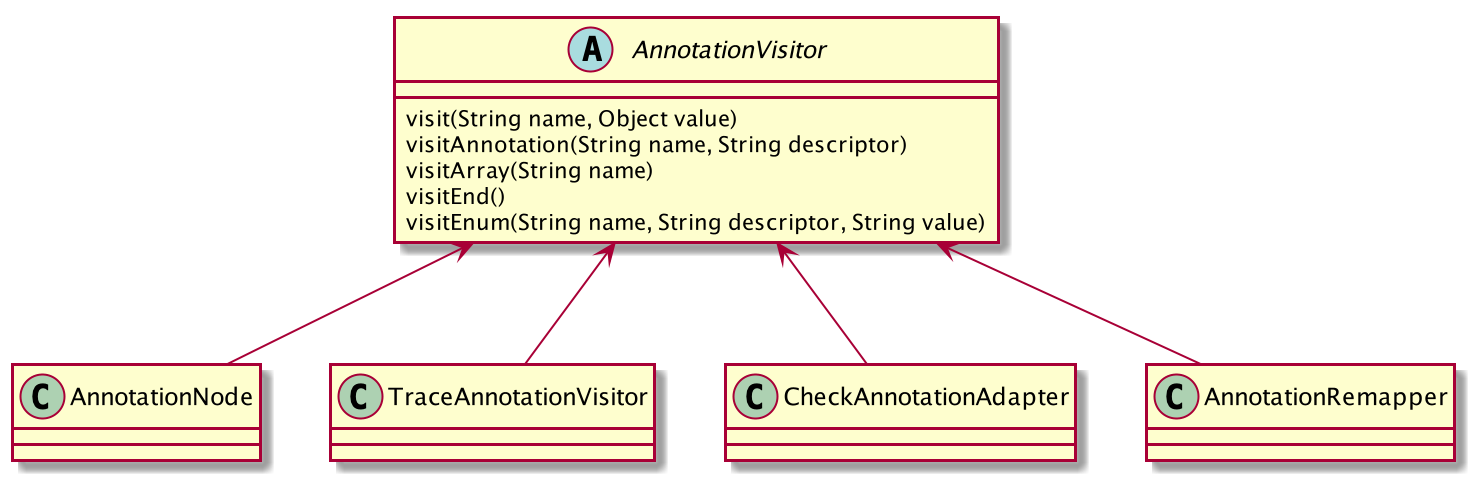 A AnnotationVisitor
visit(String name, Object value)
visitAnnotation(String name, String descriptor)
visitArray(String name)
visitEnd()
visitEnum(String name, String descriptor, String value)
C AnnotationNode
C TraceAnnotationVisitor
C CheckAnnotationAdapter
C AnnotationRemapper